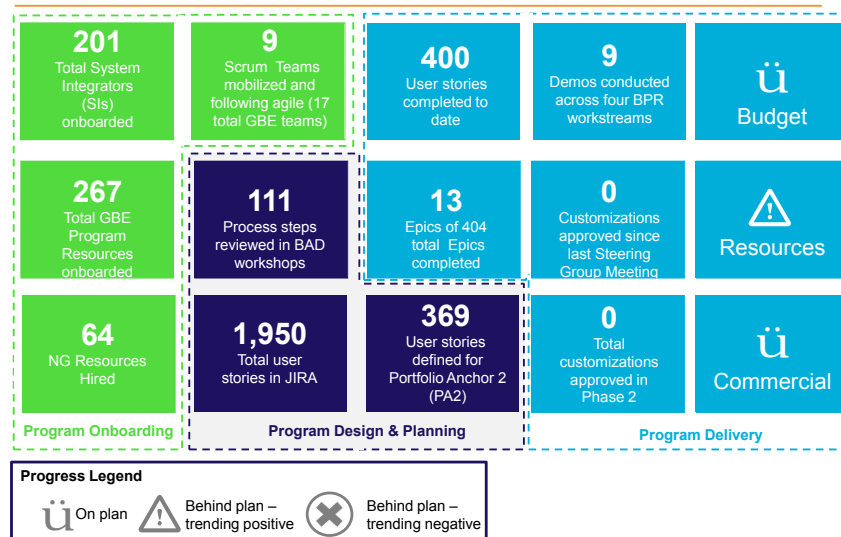 201
Total System
Integrators
(SIs)
onboarded
9
Scrum Teams
mobilized and
following agile (17
total GBE teams)
400
User stories
completed to
date
9
Demos conducted
across four BPR
workstreams
ü
Budget
267
Total GBE
Program
Resources
onboarded
111
Process steps
reviewed in BAD
workshops
13
Epics of 404
total Epics
completed
0
Customizations
approved since
last Steering
Group Meeting
Resources
64
NG Resources
Hired
1,950
Total user
stories in JIRA
369
User stories
defined for
Portfolio Anchor 2
(PA2)
0
Total
customizations
approved in
Phase 2
ü
Commercial
Program Onboarding
Program Design & Planning
Program Delivery
Progress Legend
ü On plan
Behind plan –
trending positive
Behind plan –
trending negative